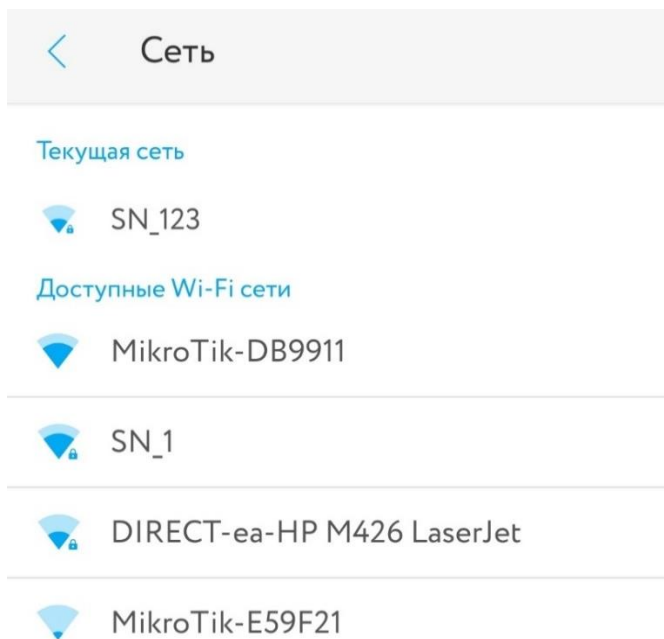 Сеть
Текущая сеть
SN_123
Доступные Wi-Fi сети
MikroTik-DB9911
SN_1
DIRECT-ea-HP M426 LaserJet
MikroTik-E59F21